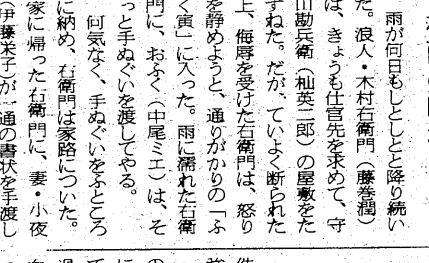 雨が何日もしとしとと降り続い
た。浪人・木村右衛門（藤巻潤）
は、きょうも仕官先を求めて、守
山勘兵衛（杣英二郎）の屋敷をた
ずねた。だが、ていよく断られた
上、侮辱を受けた右衛門は、怒り
を静めようと、通りがかりの「ふ
く寅」に入った。雨に濡れた右衛
門に、おふく（中尾ミエ）は、そ
っと手ぬぐいを渡してやる。
何気なく、手ぬぐいをふところ
に納め、右衛門は家路についた。
家に帰った右衛門に、妻・小夜
（伊藤栄子）が一通の書状を手渡し